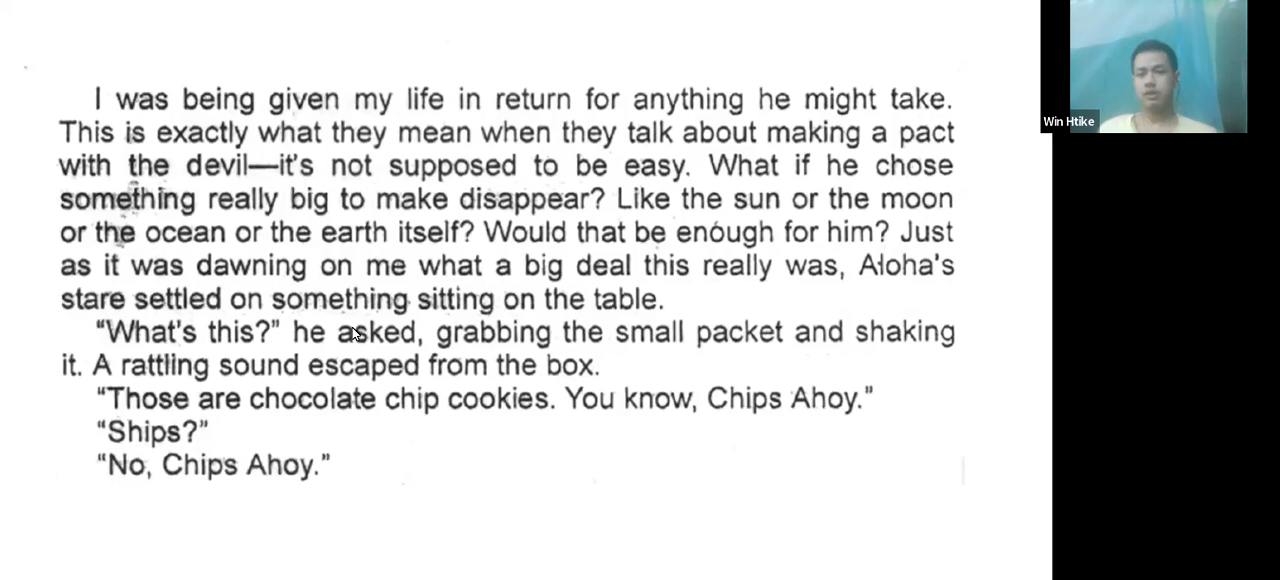 I was being given my life in return for anything he might take.
This is exactly what they mean when they talk about making a pact
with the devil—it's not supposed to be easy. What if he chose
something really big to make disappear? Like the sun or the moon
or the ocean or the earth itself? Would that be enough for him? Just
as it was dawning on me what a big deal this really was, Aloha's
stare settled on something sitting on the table.
“What's this?” he asked, grabbing the small packet and shaking
it. A rattling sound escaped from the box.
“Those are chocolate chip cookies. You know, Chips Ahoy.”
“Ships?”
“No, Chips Ahoy.”
Win Htike